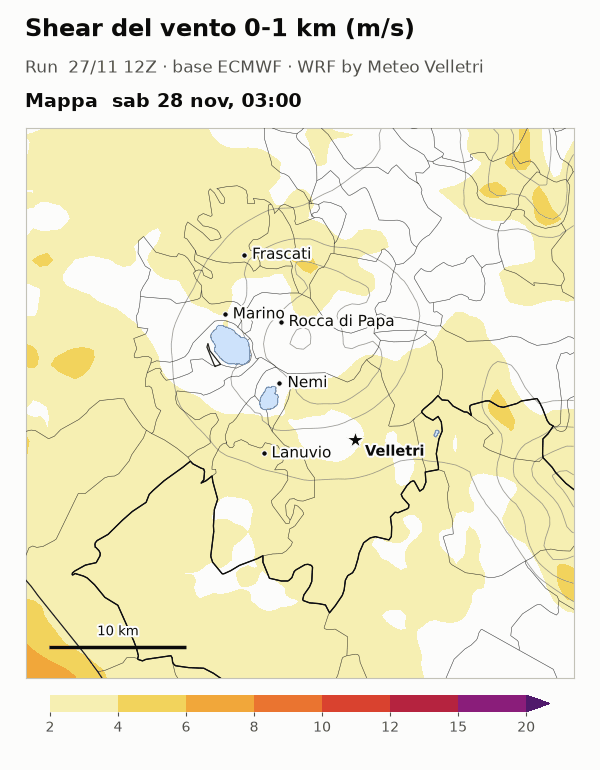 Shear del vento 0-1 km (m/s)
Run  27/11 12Z · base ECMWF · WRF by Meteo Velletri
Mappa  sab 28 nov, 03:00
Frascati
Marino
Rocca di Papa
Nemi
Velletri
Lanuvio
10 km
2 4 6 8 10 12 15 20